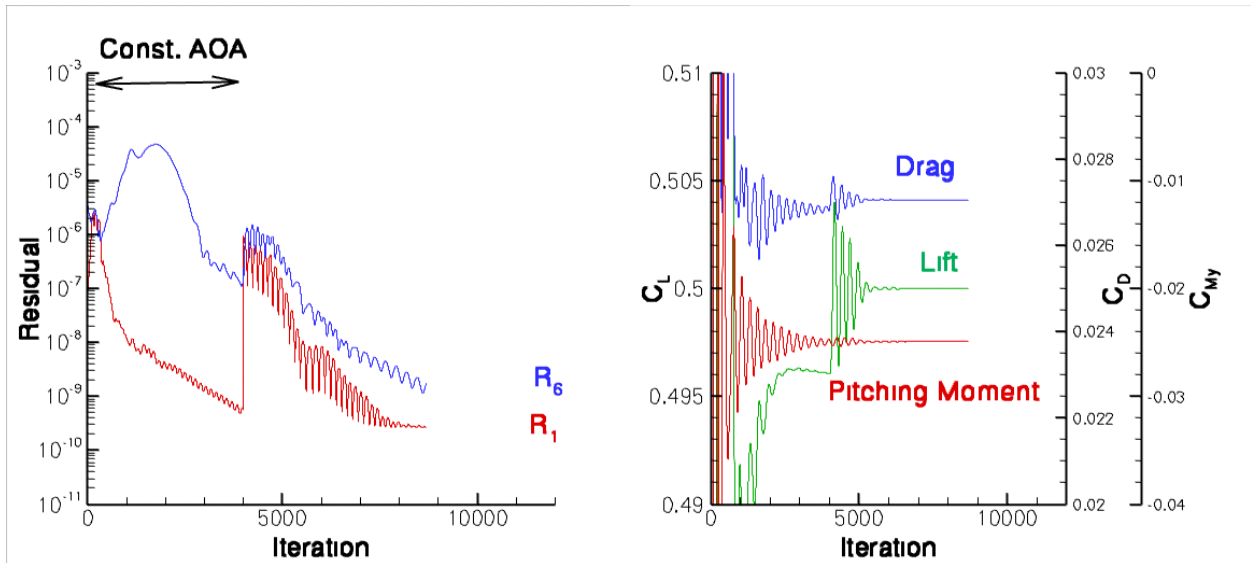 Const. AOA
10-3
10-4
10-5
10-6
10-7
10-8
10-9
10-10
10-11
Residual
R6
R1
0
5000
10000
Iteration
0.51
0.505
0.5
0.495
0.49
CL
Drag
Lift
Pitching Moment
0.03
0.028
0.026
0.024
0.022
0.02
CD
0
-0.01
-0.02
-0.03
-0.04
CMy
0
5000
10000
Iteration